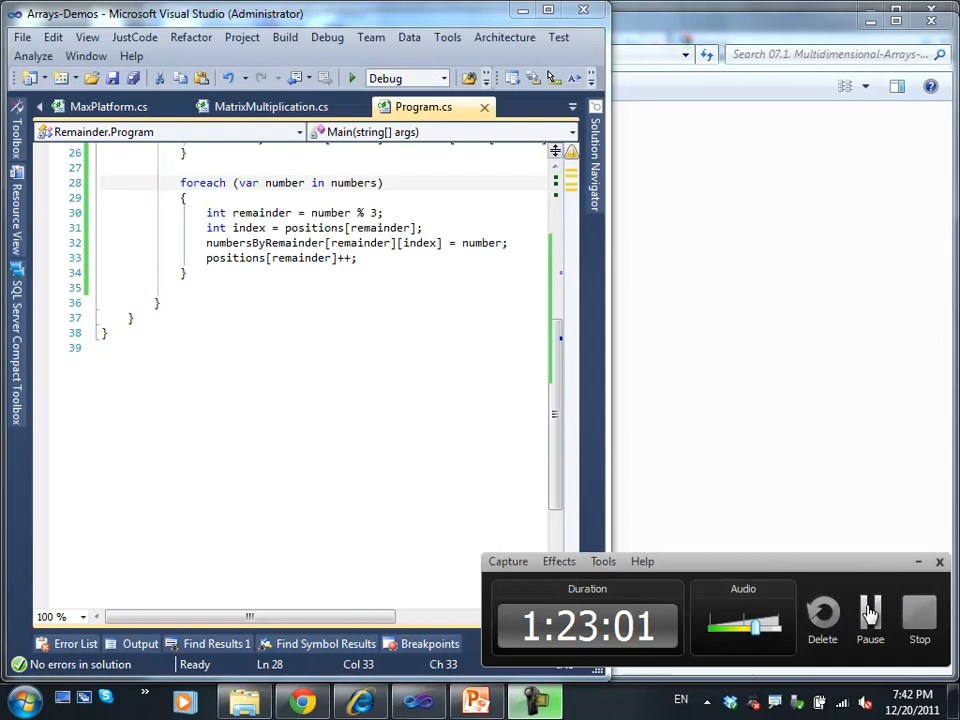 Arrays-Demos - Microsoft Visual Studio (Administrator)
File Edit View JustCode Refactor Project Build Debug Team Data Tools Architecture Test
Analyze Window Help
Debug
Search 07.1. Multidimensional-Arrays-...
MaxPlatform.cs MatrixMultiplication.cs Program.cs
Remainder.Program Main(string[] args)
Toolbox
Resource View
SQL Server Compact Toolbox
Solution Navigator
26 }
27
28 foreach (var number in numbers)
29 {
30 int remainder = number % 3;
31 int index = positions[remainder];
32 numbersByRemainder[remainder][index] = number;
33 positions[remainder]++;
34 }
35
36 }
37 }
38 }
39
100 %
Error List Output Find Results 1 Find Symbol Results Breakpoints
No errors in solution Ready Ln 28 Col 33 Ch 33
Capture Effects Tools Help
Duration
1:23:01
Audio
Delete Pause Stop
EN
7:42 PM
12/20/2011